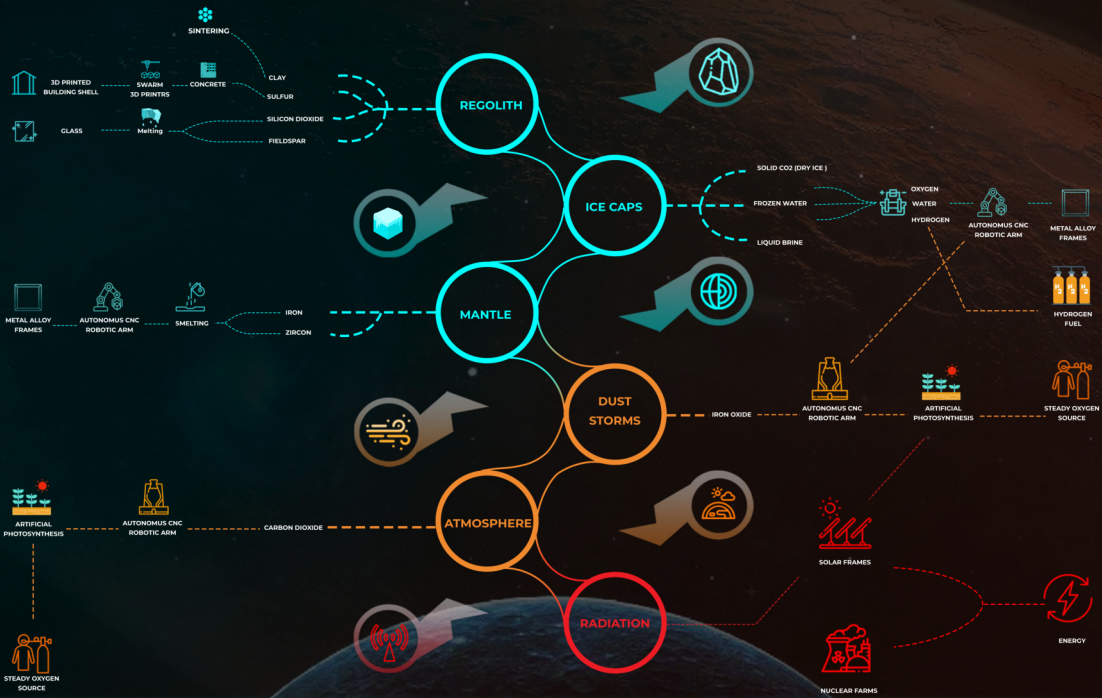 SINTERING
3D PRINTED
BUILDING SHELL
SWARM
3D PRINTRS
CONCRETE
CLAY
SULFUR
GLASS
Melting
SILICON DIOXIDE
FIELDSPAR
REGOLITH
ICE CAPS
SOLID CO2 (DRY ICE )
FROZEN WATER
LIQUID BRINE
OXYGEN
WATER
HYDROGEN
AUTONOMUS CNC
ROBOTIC ARM
METAL ALLOY
FRAMES
HYDROGEN
FUEL
METAL ALLOY
FRAMES
AUTONOMUS CNC
ROBOTIC ARM
SMELTING
IRON
ZIRCON
MANTLE
DUST
STORMS
IRON OXIDE
AUTONOMUS CNC
ROBOTIC ARM
ARTIFICIAL
PHOTOSYNTHESIS
STEADY OXYGEN
SOURCE
ARTIFICIAL
PHOTOSYNTHESIS
AUTONOMUS CNC
ROBOTIC ARM
CARBON DIOXIDE
ATMOSPHERE
STEADY OXYGEN
SOURCE
RADIATION
SOLAR FRAMES
NUCLEAR FARMS
ENERGY